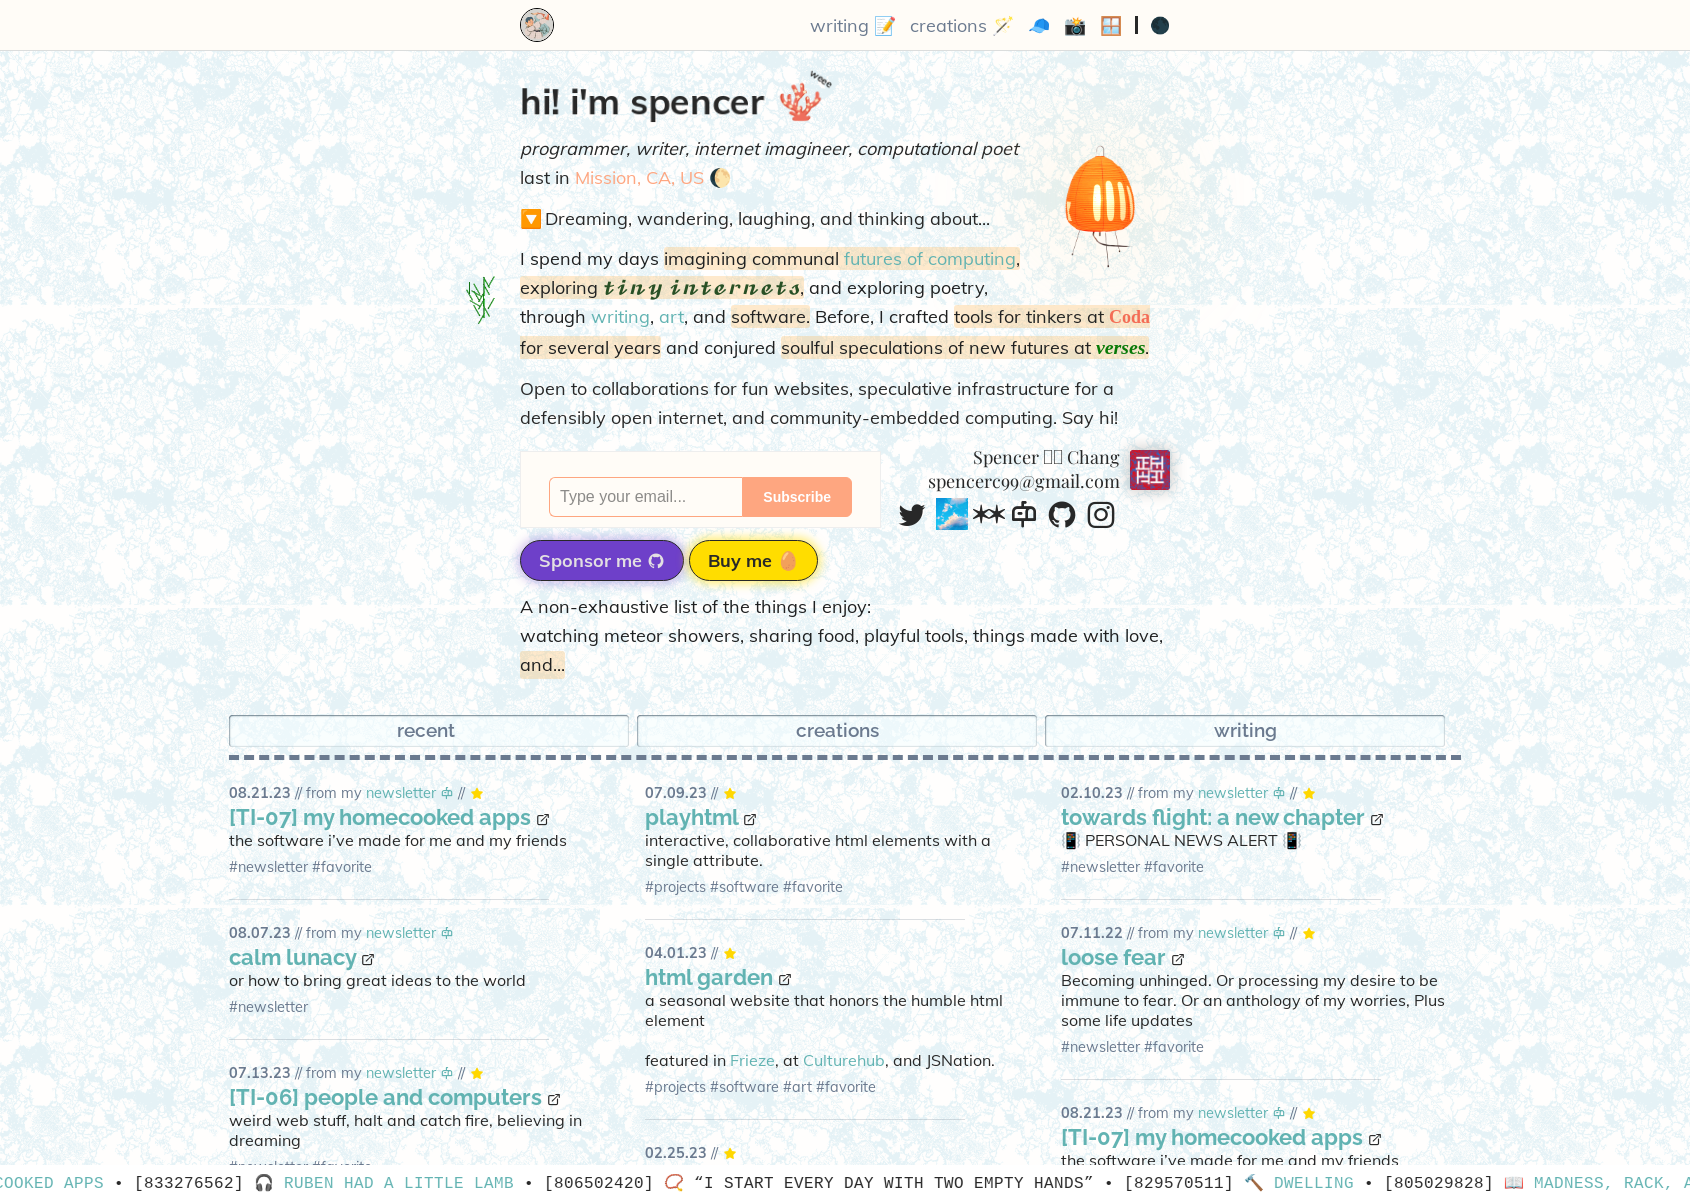 writing 📝 creations 🪄 🧢 📸 🪟 | 🌑
hi! i'm spencer
weee
programmer, writer, internet imagineer, computational poet
last in Mission, CA, US 🌔
🔽 Dreaming, wandering, laughing, and thinking about...
I spend my days imagining communal futures of computing,
exploring tiny internets, and exploring poetry,
through writing, art, and software. Before, I crafted tools for tinkers at Coda
for several years and conjured soulful speculations of new futures at verses.
Open to collaborations for fun websites, speculative infrastructure for a
defensibly open internet, and community-embedded computing. Say hi!
Type your email...
Subscribe
Spencer Chang
spencerc99@gmail.com
Sponsor me
Buy me 🥚
A non-exhaustive list of the things I enjoy:
watching meteor showers, sharing food, playful tools, things made with love,
and...
recent
creations
writing
08.21.23 // from my newsletter // ⭐
[TI-07] my homecooked apps
the software i’ve made for me and my friends
#newsletter #favorite
08.07.23 // from my newsletter
calm lunacy
or how to bring great ideas to the world
#newsletter
07.13.23 // from my newsletter // ⭐
[TI-06] people and computers
weird web stuff, halt and catch fire, believing in
dreaming
#newsletter #favorite
07.09.23 // ⭐
playhtml
interactive, collaborative html elements with a
single attribute.
#projects #software #favorite
04.01.23 // ⭐
html garden
a seasonal website that honors the humble html
element
featured in Frieze, at Culturehub, and JSNation.
#projects #software #art #favorite
02.25.23 // ⭐
02.10.23 // from my newsletter // ⭐
towards flight: a new chapter
📳 PERSONAL NEWS ALERT 📳
#newsletter #favorite
07.11.22 // from my newsletter // ⭐
loose fear
Becoming unhinged. Or processing my desire to be
immune to fear. Or an anthology of my worries, Plus
some life updates
#newsletter #favorite
08.21.23 // from my newsletter // ⭐
[TI-07] my homecooked apps
the software i’ve made for me and my friends
COOKED APPS • [833276562] 🎧 RUBEN HAD A LITTLE LAMB • [806502420] 📿 “I START EVERY DAY WITH TWO EMPTY HANDS” • [829570511] 🔨 DWELLING • [805029828] 📖 MADNESS, RACK, A